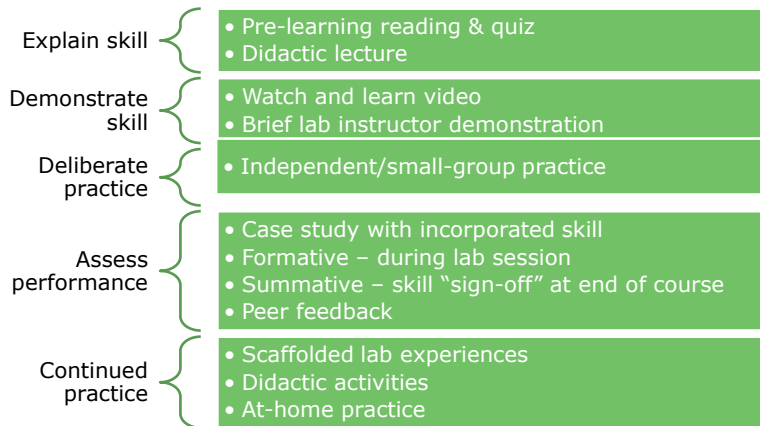 Explain skill
• Pre-learning reading & quiz
• Didactic lecture
Demonstrate
skill
• Watch and learn video
• Brief lab instructor demonstration
Deliberate
practice
• Independent/small-group practice
Assess
performance
• Case study with incorporated skill
• Formative – during lab session
• Summative – skill “sign-off” at end of course
• Peer feedback
Continued
practice
• Scaffolded lab experiences
• Didactic activities
• At-home practice